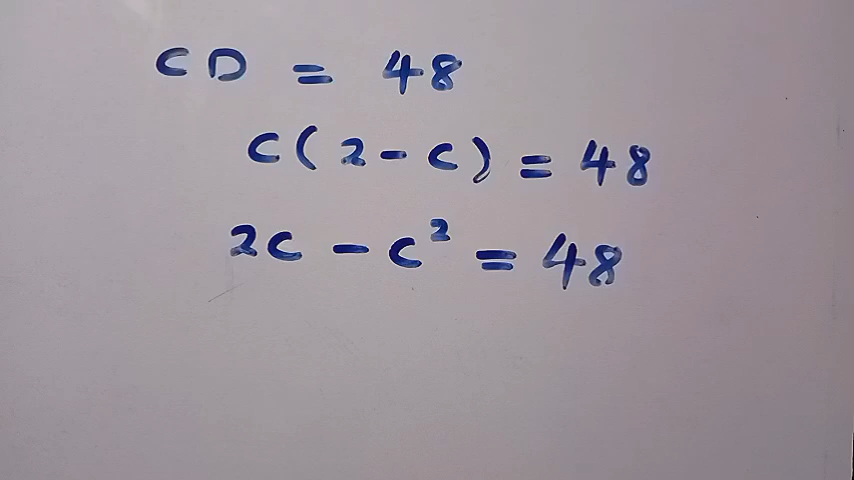 CD = 48
C(2-C) = 48
2C - C² = 48